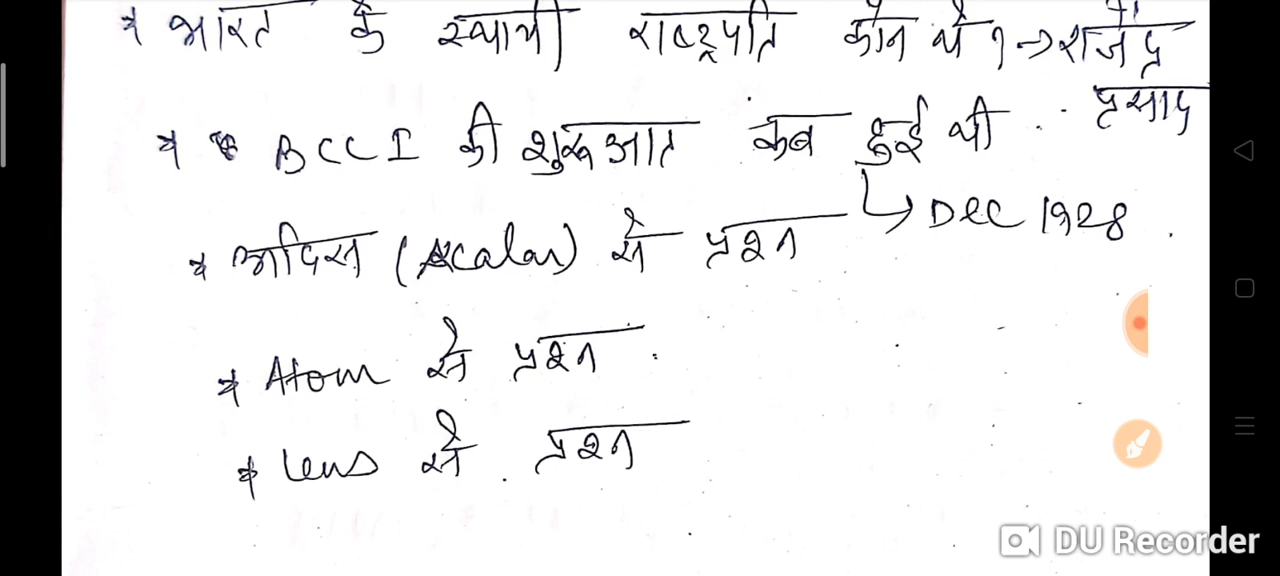 * भारत के स्थायी राष्ट्रपति कौन थे ? → राजेंद्र प्रसाद
* BCCI की शुरूआत कब हुई थी
↳ Dec 1928.
* अदिस (Scalar) से प्रश्न
* Atom से प्रश्न
* Lens से प्रश्न
DU Recorder